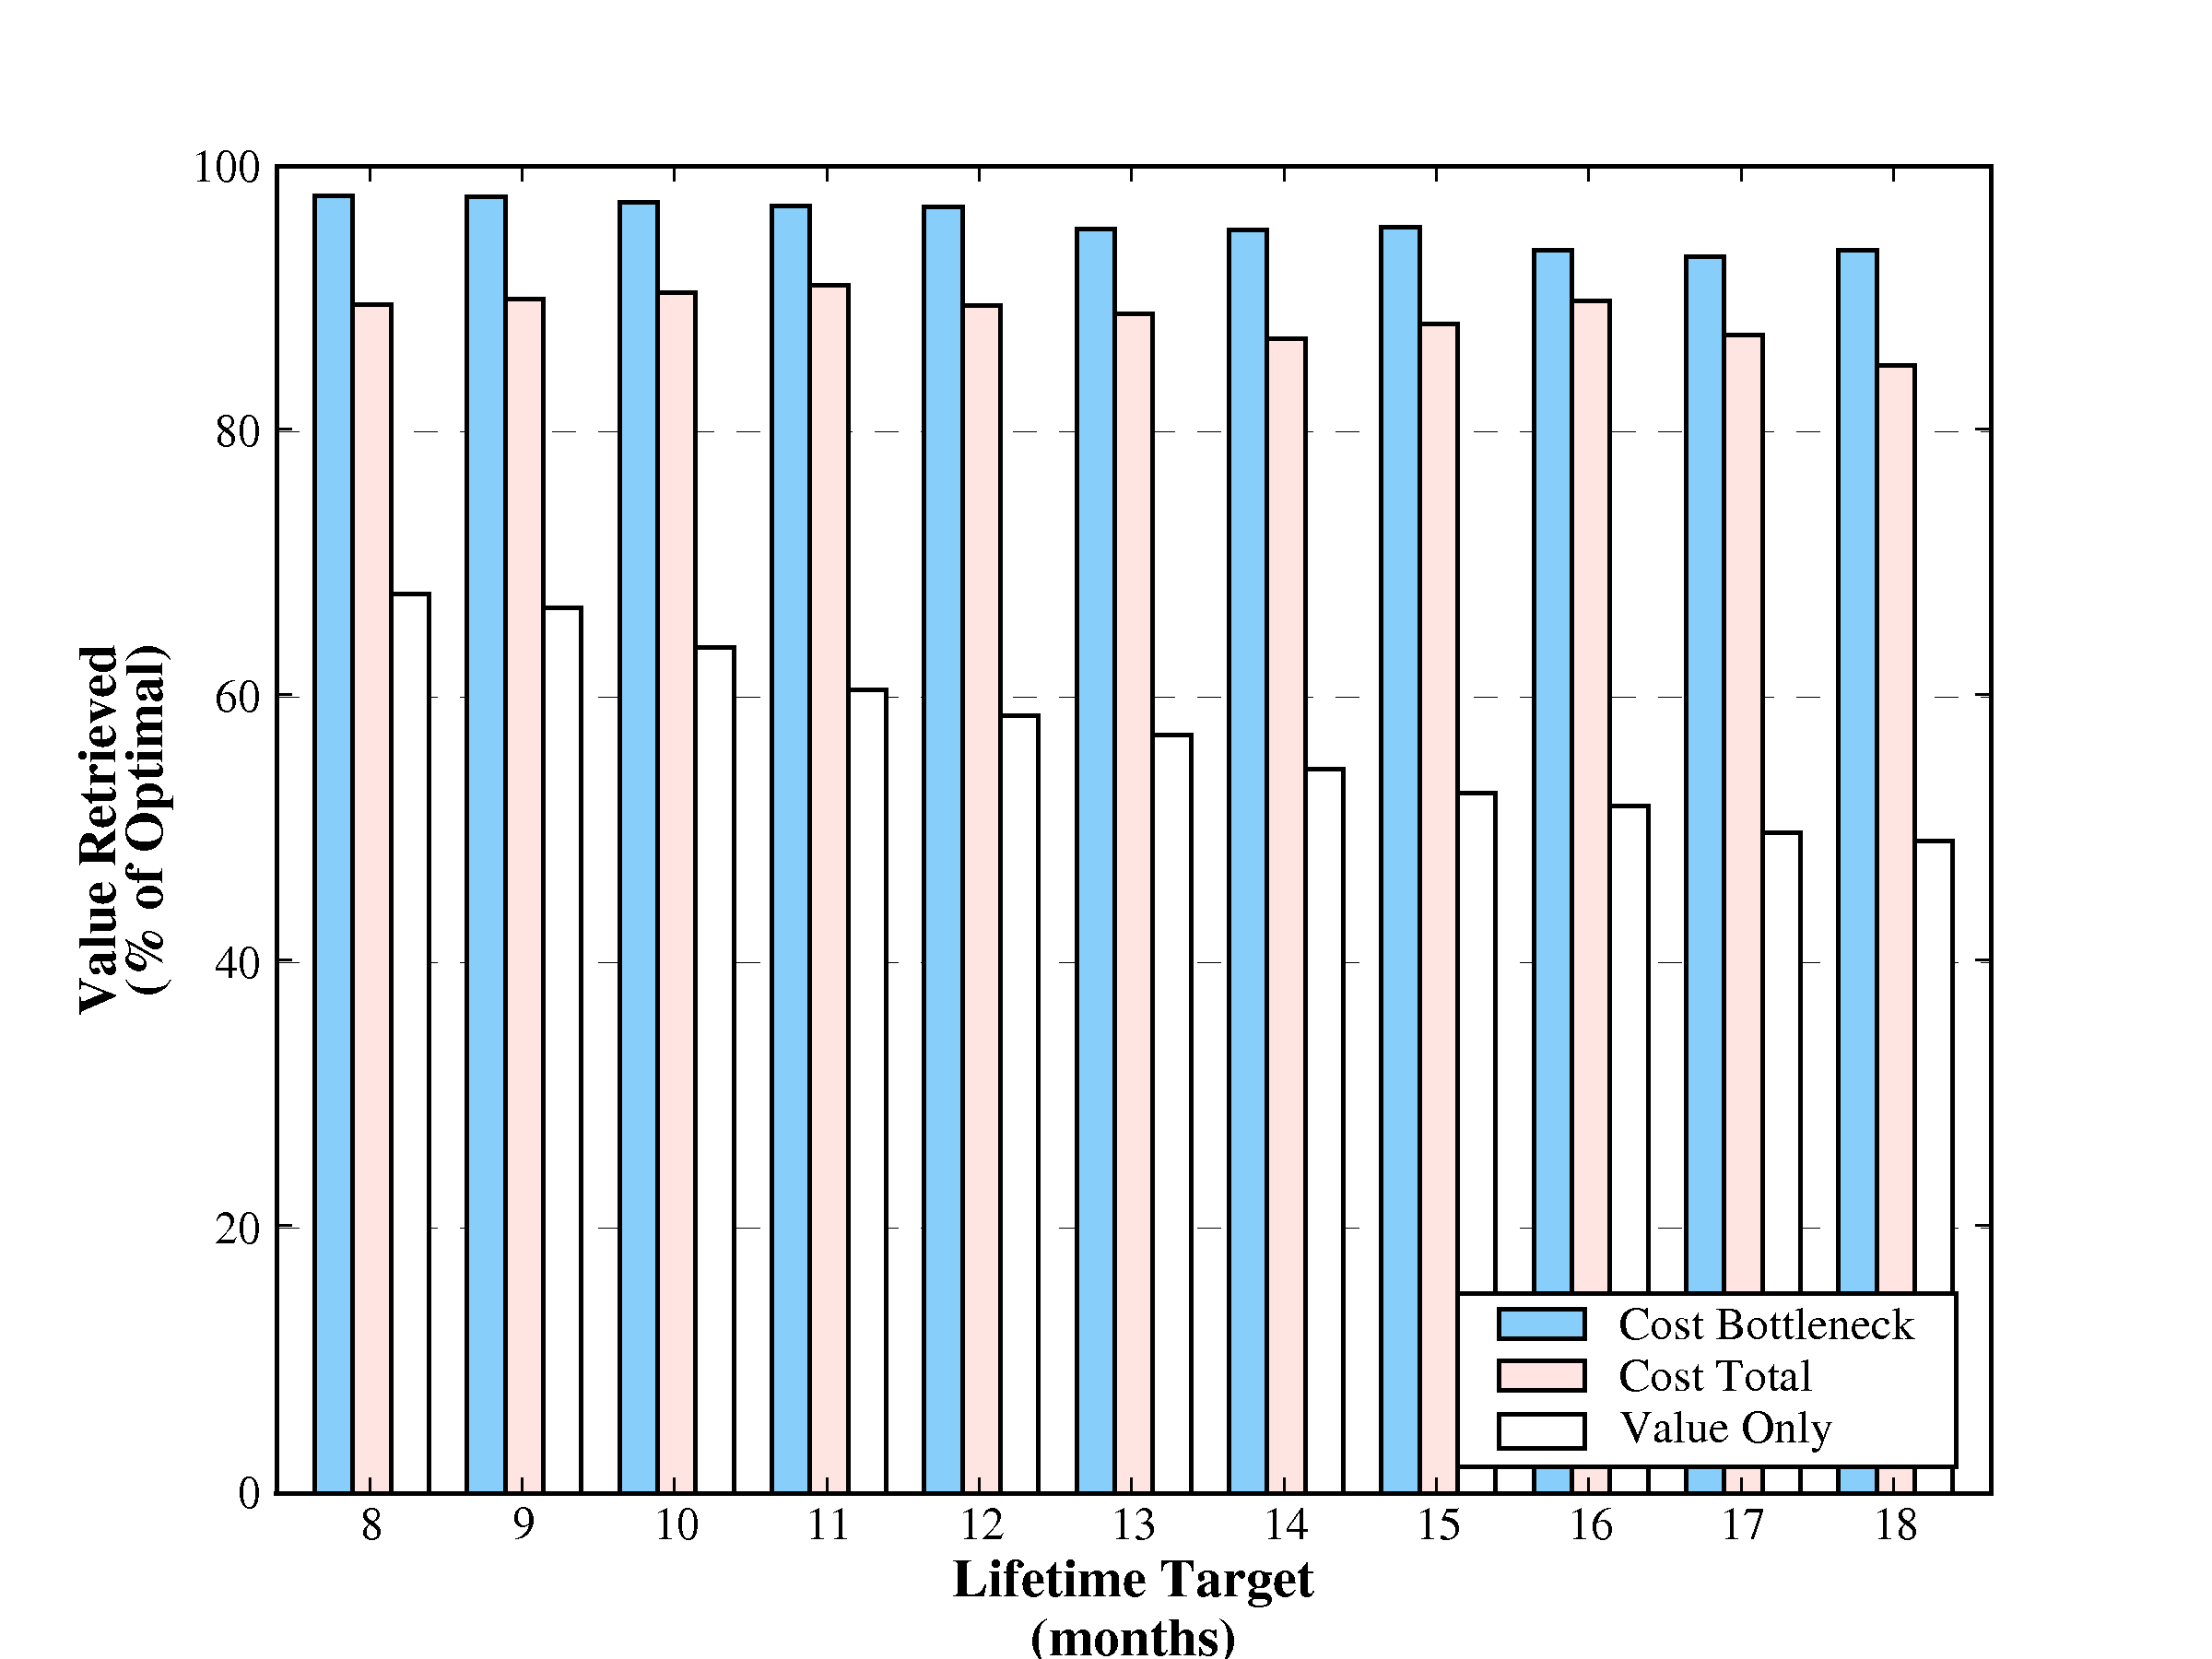 100
80
60
40
20
0
Value Retrieved
(% of Optimal)
8 9 10 11 12 13 14 15 16 17 18
Lifetime Target
(months)
Cost Bottleneck
Cost Total
Value Only